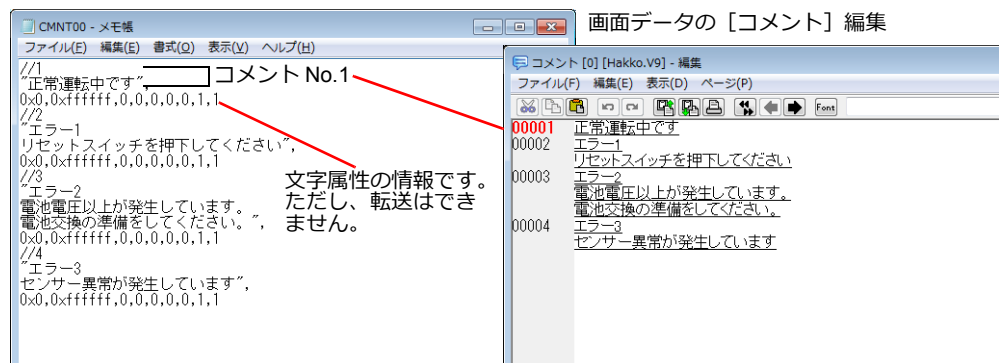 CMNT00 - メモ帳
ファイル(F) 編集(E) 書式(O) 表示(V) ヘルプ(H)
//1
"正常運転中です",
0x0,0xffffff,0,0,0,0,0,1,1
//2
"エラー1
リセットスイッチを押下してください",
0x0,0xffffff,0,0,0,0,0,1,1
//3
"エラー2
電池電圧以上が発生しています。
電池交換の準備をしてください。",
0x0,0xffffff,0,0,0,0,0,1,1
//4
"エラー3
センサー異常が発生しています",
0x0,0xffffff,0,0,0,0,0,1,1
コメント No.1
文字属性の情報です。
ただし、転送はでき
ません。
画面データの［コメント］編集
コメント [0] [Hakko.V9] - 編集
ファイル(F) 編集(E) 表示(D) ページ(P)
Font
00001 正常運転中です
00002 エラー1
リセットスイッチを押下してください
00003 エラー2
電池電圧以上が発生しています。
電池交換の準備をしてください。
00004 エラー3
センサー異常が発生しています